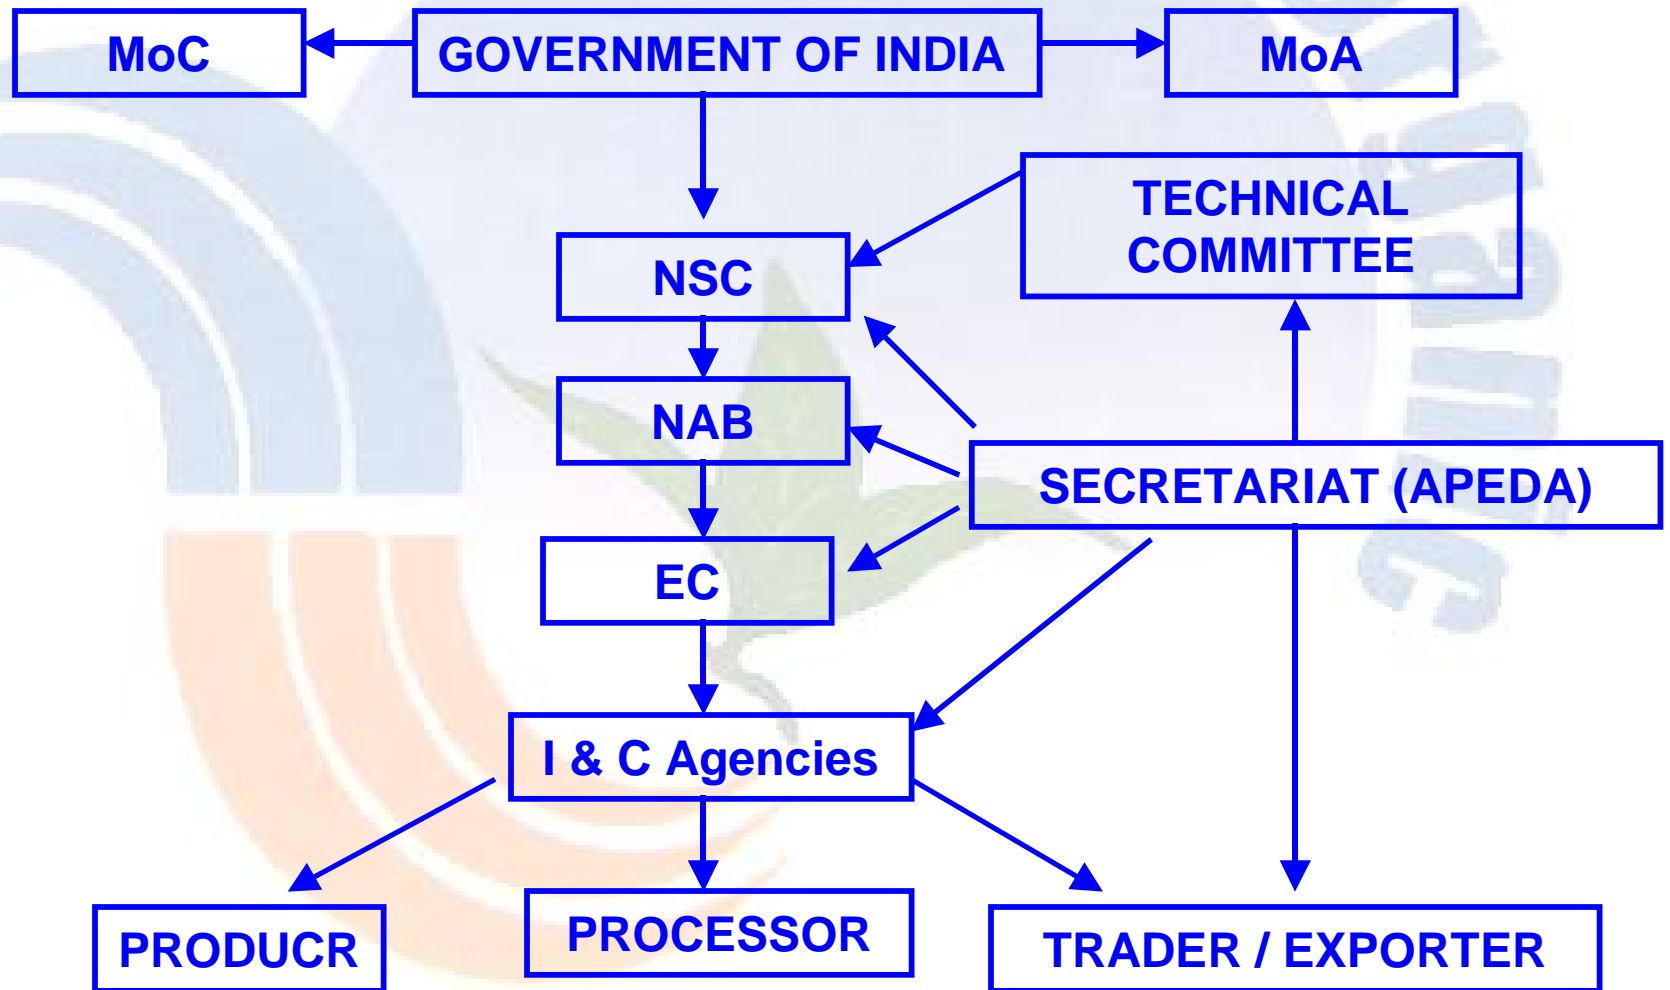 MoC
GOVERNMENT OF INDIA
MoA
TECHNICAL
COMMITTEE
NSC
NAB
SECRETARIAT (APEDA)
EC
I & C Agencies
PRODUCR
PROCESSOR
TRADER / EXPORTER